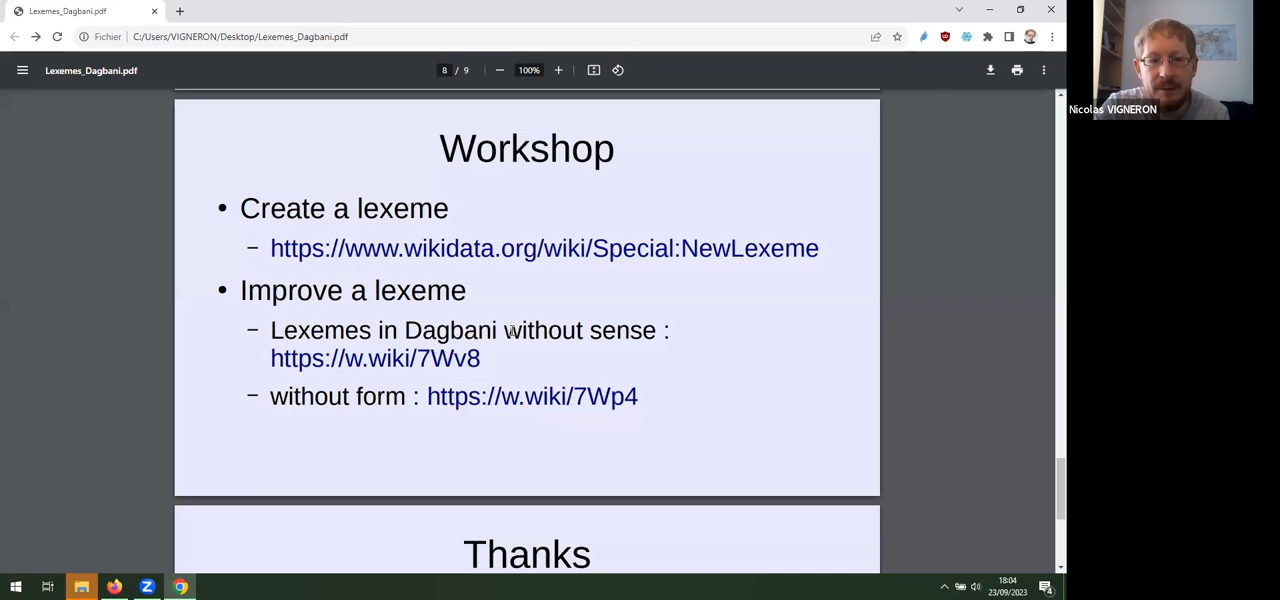 Lexemes_Dagbani.pdf
Fichier
C:/Users/VIGNERON/Desktop/Lexemes_Dagbani.pdf
Lexemes_Dagbani.pdf
8 / 9
100%
Nicolas VIGNERON
Workshop
• Create a lexeme
– https://www.wikidata.org/wiki/Special:NewLexeme
• Improve a lexeme
– Lexemes in Dagbani without sense :
https://w.wiki/7Wv8
– without form : https://w.wiki/7Wp4
Thanks
18:04
23/09/2023
4